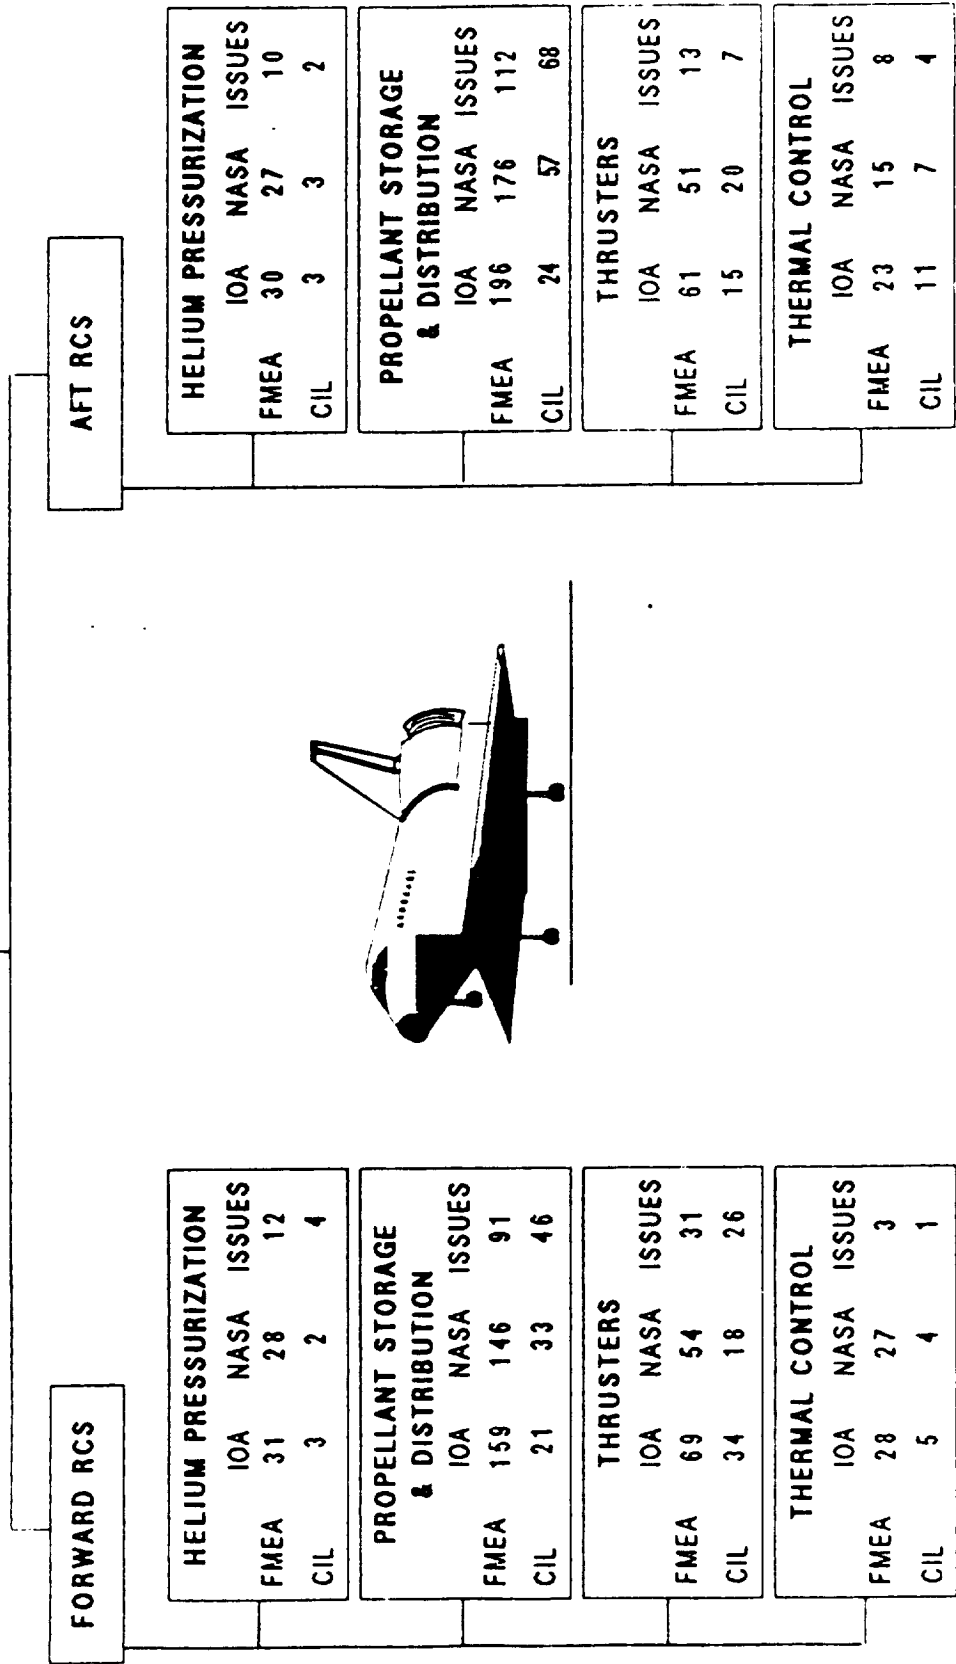 FORWARD RCS
HELIUM PRESSURIZATION
IOA NASA ISSUES
FMEA 31 28 12
CIL 3 2 4
PROPELLANT STORAGE
& DISTRIBUTION
IOA NASA ISSUES
FMEA 159 146 91
CIL 21 33 46
THRUSTERS
IOA NASA ISSUES
FMEA 69 54 31
CIL 34 18 26
THERMAL CONTROL
IOA NASA ISSUES
FMEA 28 27 3
CIL 5 4 1
AFT RCS
HELIUM PRESSURIZATION
IOA NASA ISSUES
FMEA 30 27 10
CIL 3 3 2
PROPELLANT STORAGE
& DISTRIBUTION
IOA NASA ISSUES
FMEA 196 176 112
CIL 24 57 68
THRUSTERS
IOA NASA ISSUES
FMEA 61 51 13
CIL 15 20 7
THERMAL CONTROL
IOA NASA ISSUES
FMEA 23 15 8
CIL 11 7 4